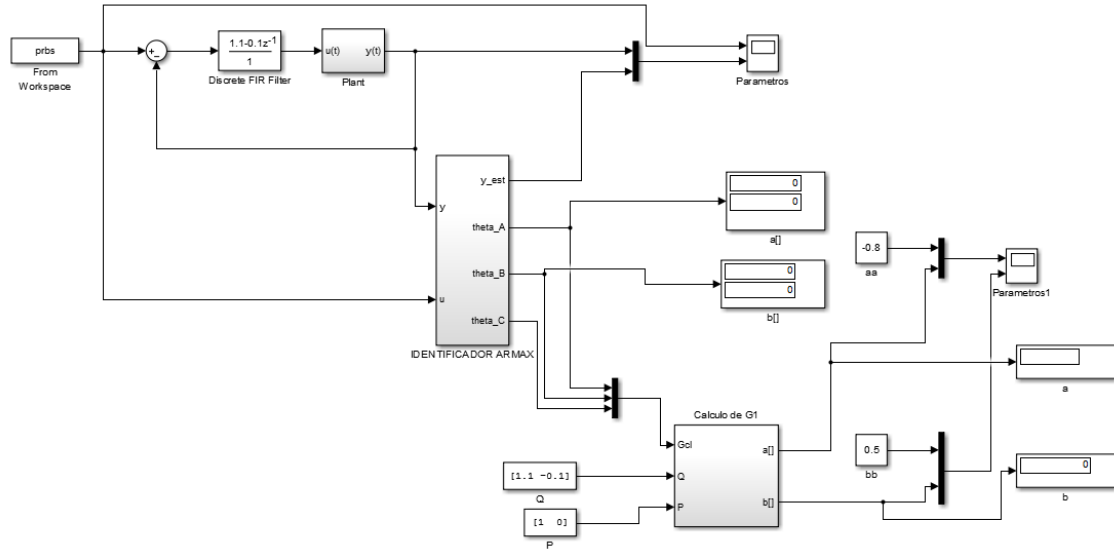 prbs
From
Workspace
+
-
1.1-0.1z-1
1
Discrete FIR Filter
u(t)
y(t)
Plant
Parametros
y_est
y
theta_A
theta_B
u
theta_C
IDENTIFICADOR ARMAX
0
0
a[]
0
0
b[]
-0.8
aa
Parametros1
a
Calculo de G1
Gcl
a[]
Q
b[]
P
[1.1 -0.1]
Q
[1 0]
P
0.5
bb
0
b